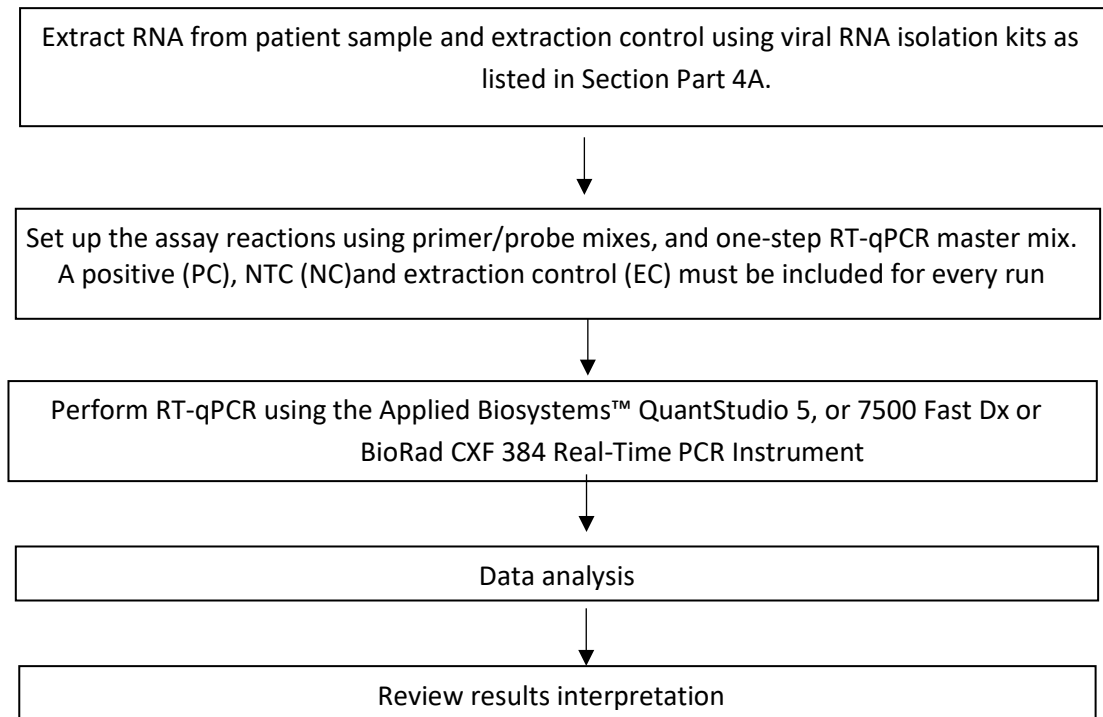 Extract RNA from patient sample and extraction control using viral RNA isolation kits as
listed in Section Part 4A.
Set up the assay reactions using primer/probe mixes, and one-step RT-qPCR master mix.
A positive (PC), NTC (NC)and extraction control (EC) must be included for every run
Perform RT-qPCR using the Applied Biosystems™ QuantStudio 5, or 7500 Fast Dx or
BioRad CXF 384 Real-Time PCR Instrument
Data analysis
Review results interpretation